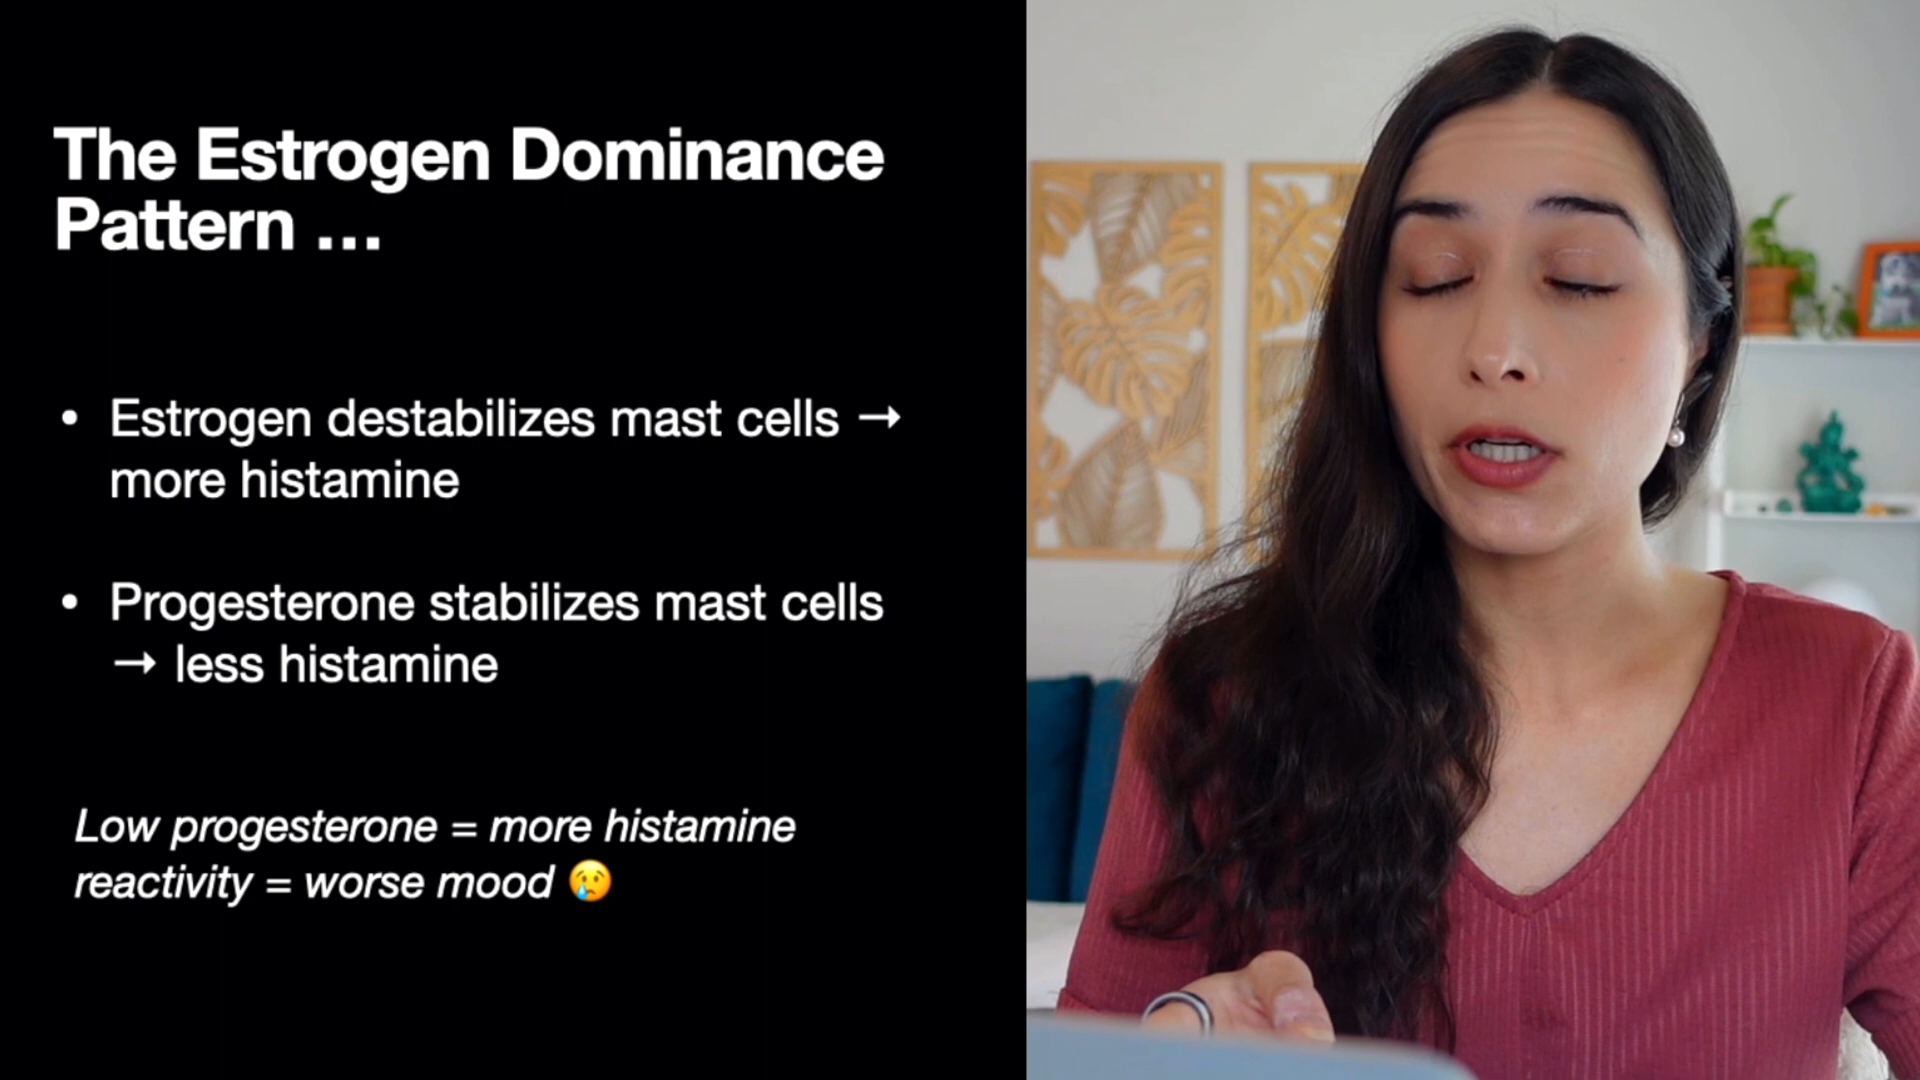 The Estrogen Dominance
Pattern ...
• Estrogen destabilizes mast cells →
more histamine
• Progesterone stabilizes mast cells
→ less histamine
Low progesterone = more histamine
reactivity = worse mood 😢